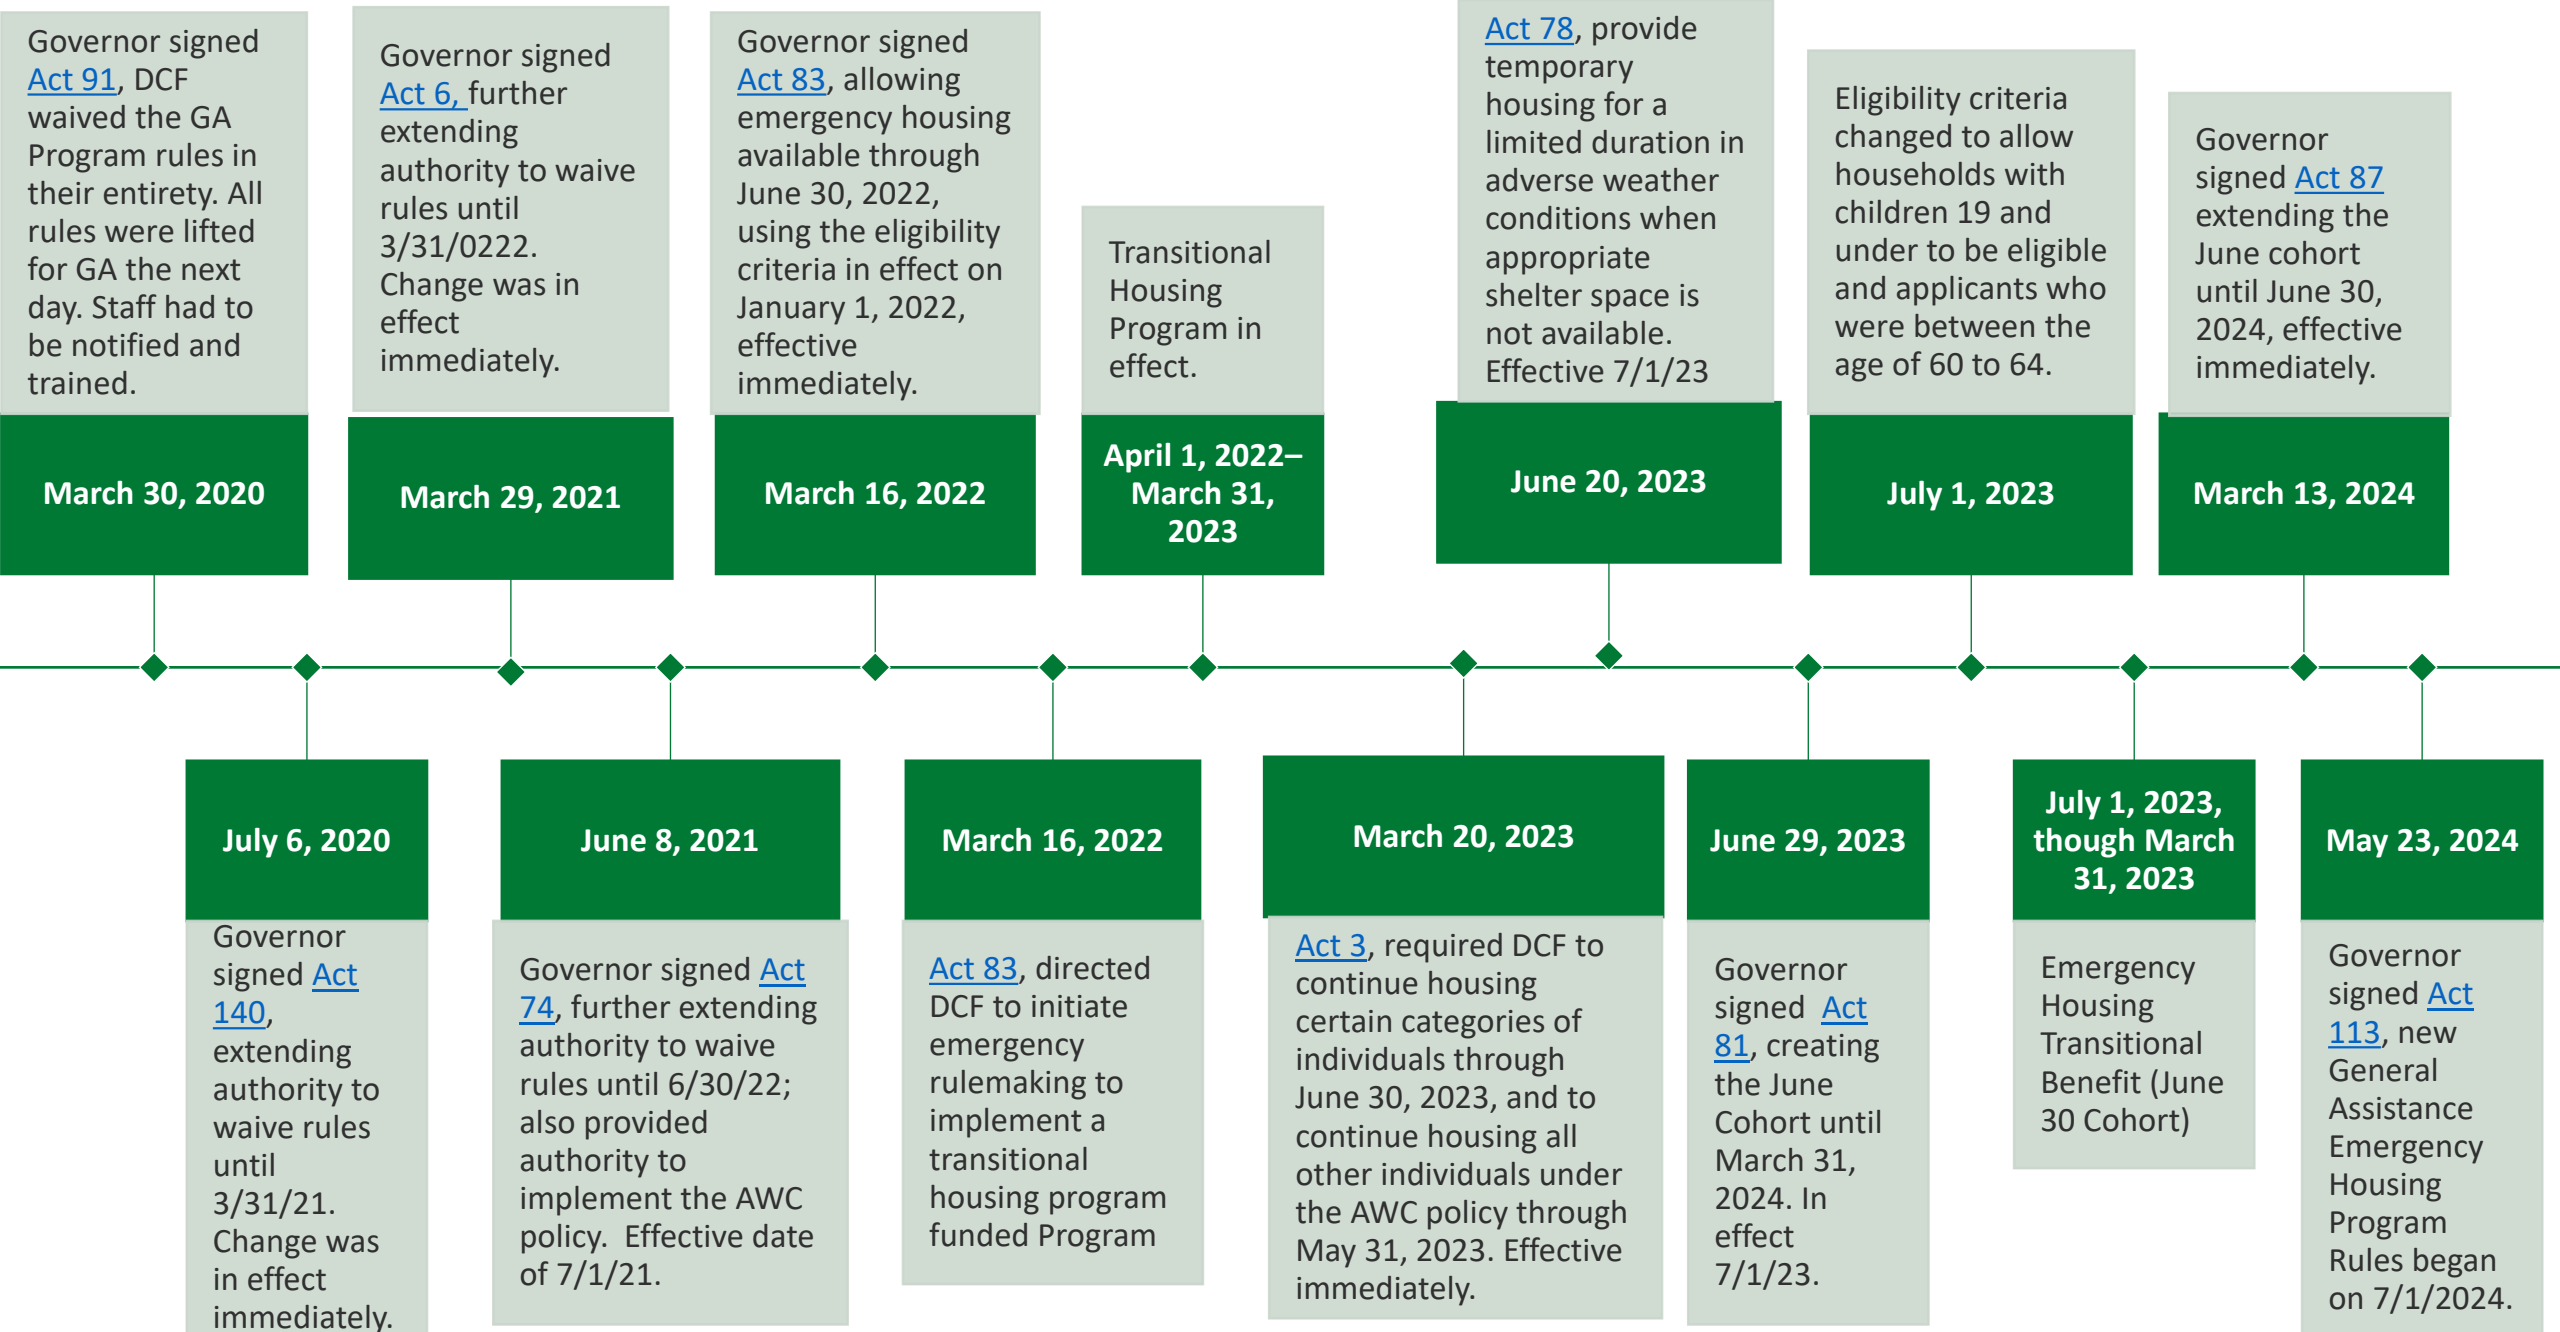 Governor signed
Act 91, DCF
waived the GA
Program rules in
their entirety. All
rules were lifted
for GA the next
day. Staff had to
be notified and
trained.
March 30, 2020
Governor signed
Act 6, further
extending
authority to waive
rules until
3/31/0222.
Change was in
effect
immediately.
March 29, 2021
Governor signed
Act 83, allowing
emergency housing
available through
June 30, 2022,
using the eligibility
criteria in effect on
January 1, 2022,
effective
immediately.
March 16, 2022
Transitional
Housing
Program in
effect.
April 1, 2022–
March 31,
2023
Act 78, provide
temporary
housing for a
limited duration in
adverse weather
conditions when
appropriate
shelter space is
not available.
Effective 7/1/23
June 20, 2023
Eligibility criteria
changed to allow
households with
children 19 and
under to be eligible
and applicants who
were between the
age of 60 to 64.
July 1, 2023
Governor
signed Act 87
extending the
June cohort
until June 30,
2024, effective
immediately.
March 13, 2024
July 6, 2020
Governor
signed Act
140,
extending
authority to
waive rules
until
3/31/21.
Change was
in effect
immediately.
June 8, 2021
Governor signed Act
74, further extending
authority to waive
rules until 6/30/22;
also provided
authority to
implement the AWC
policy. Effective date
of 7/1/21.
March 16, 2022
Act 83, directed
DCF to initiate
emergency
rulemaking to
implement a
transitional
housing program
funded Program
March 20, 2023
Act 3, required DCF to
continue housing
certain categories of
individuals through
June 30, 2023, and to
continue housing all
other individuals under
the AWC policy through
May 31, 2023. Effective
immediately.
June 29, 2023
Governor
signed Act
81, creating
the June
Cohort until
March 31,
2024. In
effect
7/1/23.
July 1, 2023,
though March
31, 2023
Emergency
Housing
Transitional
Benefit (June
30 Cohort)
May 23, 2024
Governor
signed Act
113, new
General
Assistance
Emergency
Housing
Program
Rules began
on 7/1/2024.